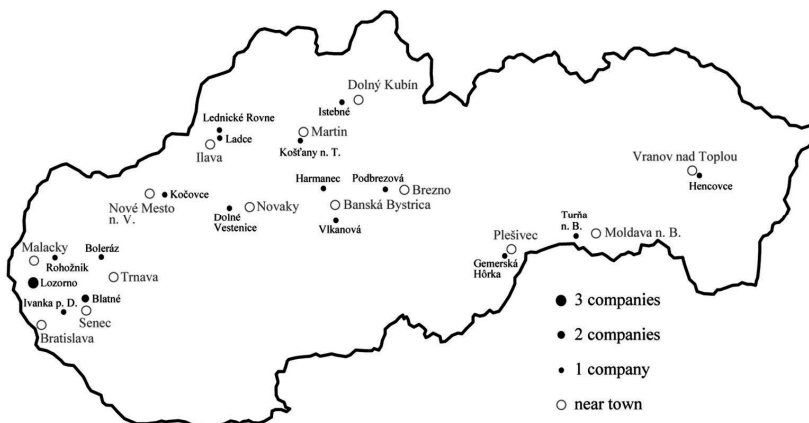 Dolný Kubín
Istebné
Lednické Rovne
Ladce
Ilava
Martin
Košťany n. T.
Vranov nad Toplou
Hencovce
Harmanec
Podbrezová
Brezno
Nové Mesto
n. V.
Kočovce
Dolné
Vestenice
Novaky
Banská Bystrica
Vlkanová
Turňa
n. B.
Moldava n. B.
Plešivec
Gemerská
Hôrka
Malacky
Rohožnik
Boleráz
Trnava
Lozorno
Ivanka p. D.
Blatné
Senec
Bratislava
3 companies
2 companies
1 company
near town